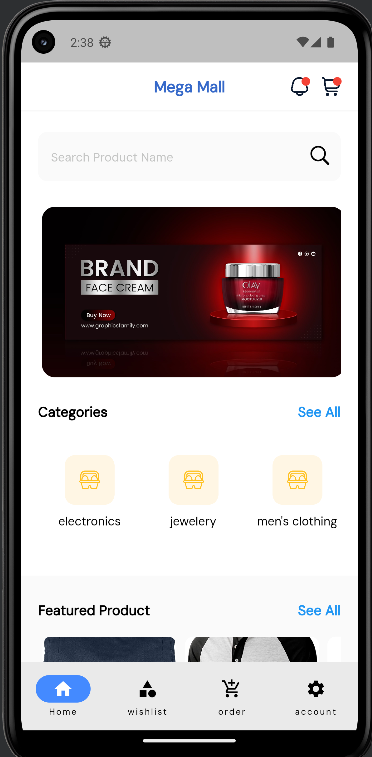 2:38
Mega Mall
Search Product Name
BRAND
FACE CREAM
Buy Now
www.graphicsfamily.com
OLAY
Categories
See All
electronics
jewelery
men's clothing
Featured Product
See All
Home
wishlist
order
account